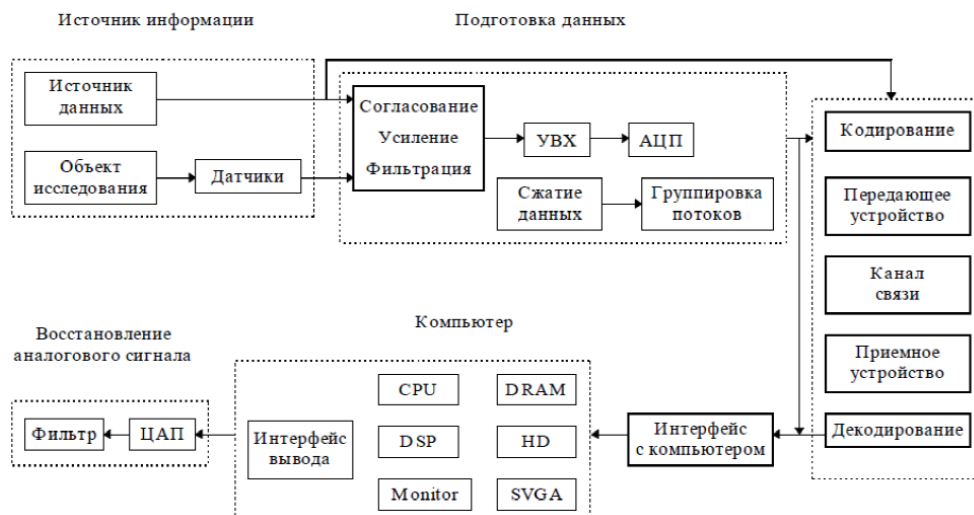 Источник информации
Подготовка данных
Источник
данных
Объект
исследования
Датчики
Согласование
Усиление
Фильтрация
УВХ
АЦП
Сжатие
данных
Группировка
потоков
Кодирование
Передающее
устройство
Канал
связи
Приемное
устройство
Декодирование
Восстановление
аналогового сигнала
Компьютер
Фильтр
ЦАП
Интерфейс
вывода
CPU
DRAM
DSP
HD
Monitor
SVGA
Интерфейс
с компьютером